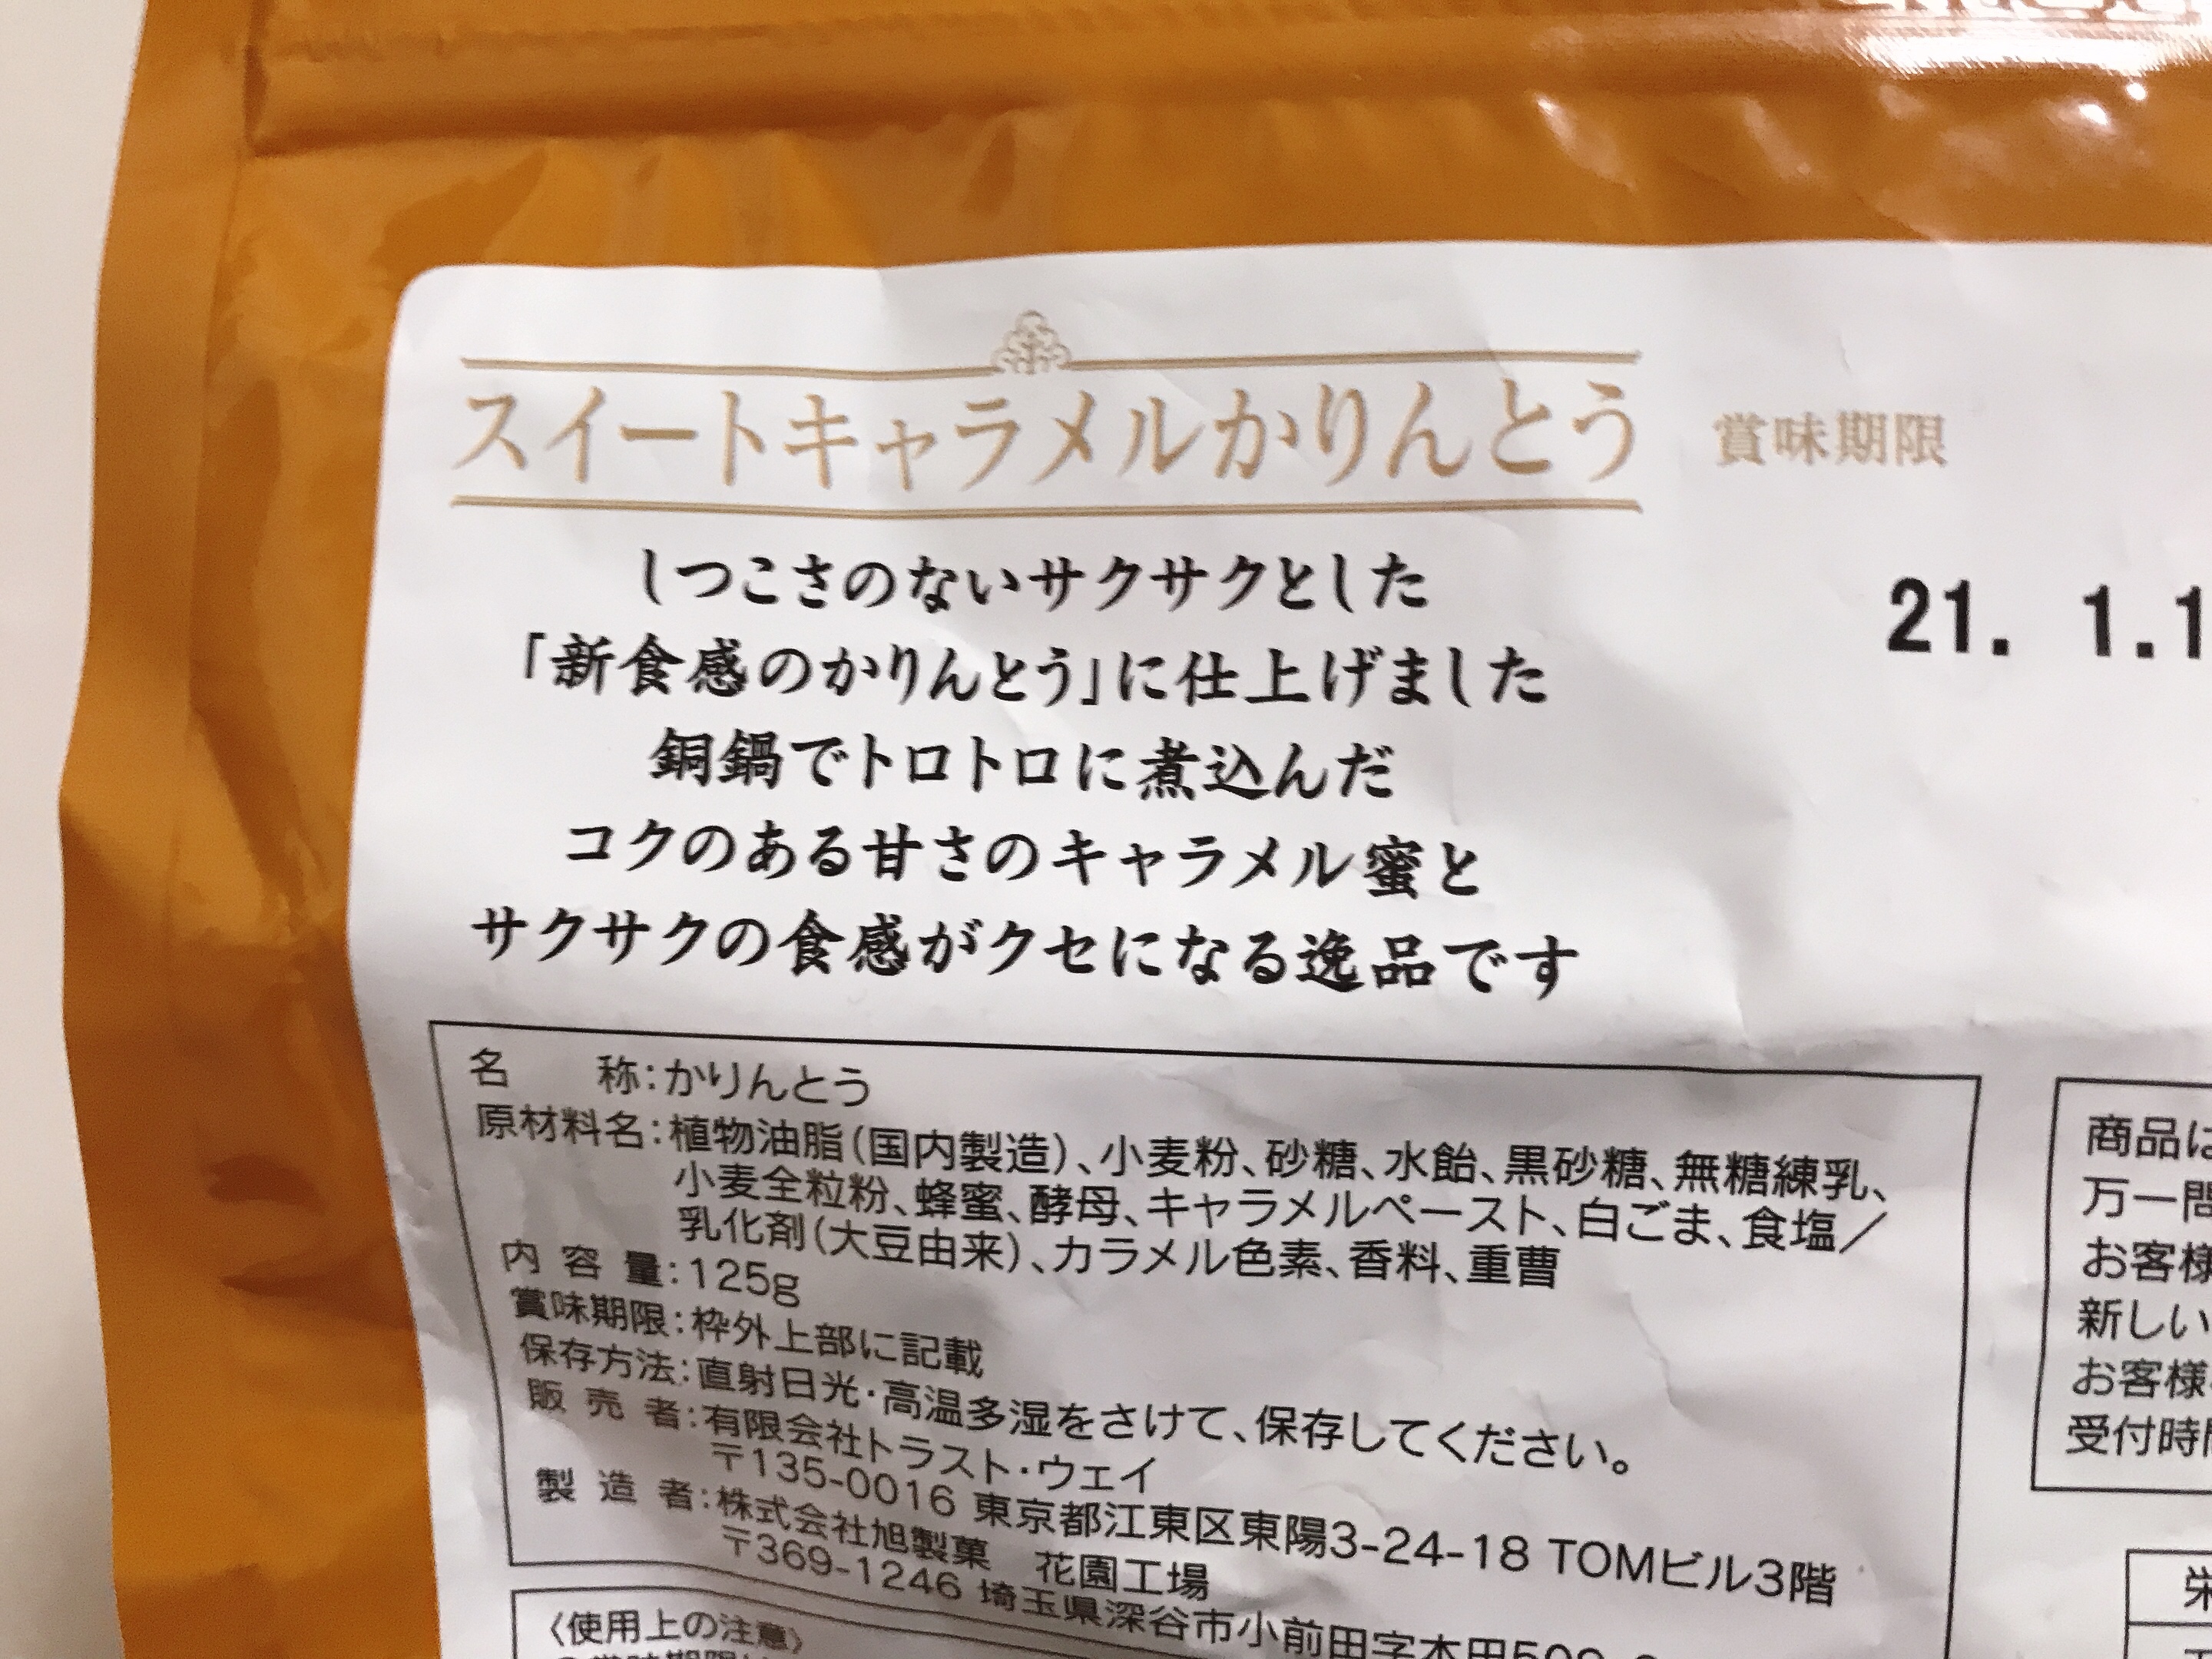 スイートキャラメルかりんとう
賞味期限
21. 1.1
しつこさのないサクサクとした
「新食感のかりんとう」に仕上げました
銅鍋でトロトロに煮込んだ
コクのある甘さのキャラメル蜜と
サクサクの食感がクセになる逸品です
名　　称：かりんとう
原材料名：植物油脂（国内製造）、小麦粉、砂糖、水飴、黒砂糖、無糖練乳、
小麦全粒粉、蜂蜜、酵母、キャラメルペースト、白ごま、食塩／
乳化剤（大豆由来）、カラメル色素、香料、重曹
内 容 量：125g
賞味期限：枠外上部に記載
保存方法：直射日光・高温多湿をさけて、保存してください。
販 売 者：有限会社トラスト・ウェイ
〒135-0016 東京都江東区東陽3-24-18 TOMビル3階
製 造 者：株式会社旭製菓　花園工場
〒369-1246 埼玉県深谷市小前田字本田509
〈使用上の注意〉
商品は
万一問
お客様
新しい
お客様
受付時間
栄